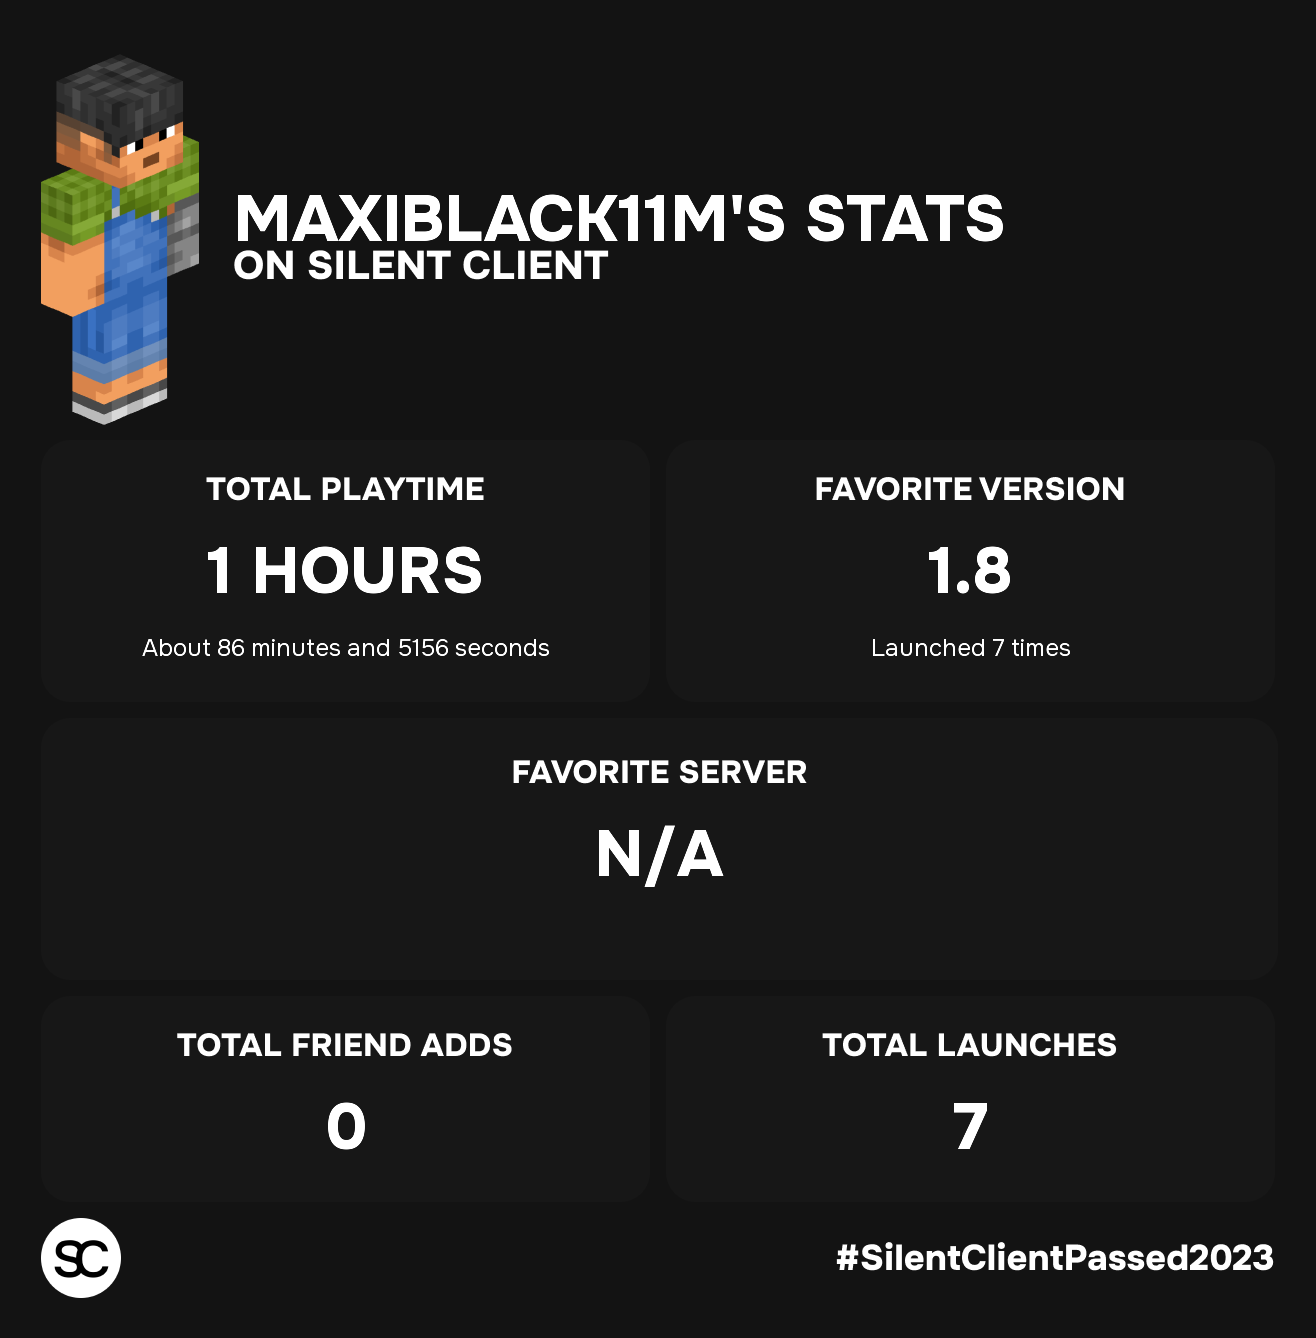 MAXIBLACK11M'S STATS
ON SILENT CLIENT
TOTAL PLAYTIME
1 HOURS
About 86 minutes and 5156 seconds
FAVORITE VERSION
1.8
Launched 7 times
FAVORITE SERVER
N/A
TOTAL FRIEND ADDS
0
TOTAL LAUNCHES
7
SC
#SilentClientPassed2023